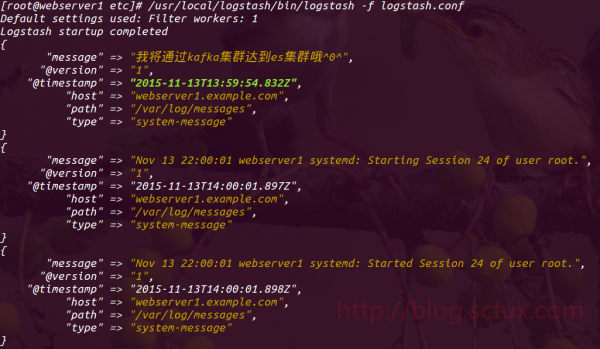 [root@webserver1 etc]# /usr/local/logstash/bin/logstash -f logstash.conf
Default settings used: Filter workers: 1
Logstash startup completed
{
"message" => "我将通过kafka集群达到es集群哦^0^",
"@version" => "1",
"@timestamp" => "2015-11-13T13:59:54.832Z",
"host" => "webserver1.example.com",
"path" => "/var/log/messages",
"type" => "system-message"
}
{
"message" => "Nov 13 22:00:01 webserver1 systemd: Starting Session 24 of user root.",
"@version" => "1",
"@timestamp" => "2015-11-13T14:00:01.897Z",
"host" => "webserver1.example.com",
"path" => "/var/log/messages",
"type" => "system-message"
}
{
"message" => "Nov 13 22:00:01 webserver1 systemd: Started Session 24 of user root.",
"@version" => "1",
"@timestamp" => "2015-11-13T14:00:01.898Z",
"host" => "webserver1.example.com",
"path" => "/var/log/messages",
"type" => "system-message"
}
http://blog.sctux.com